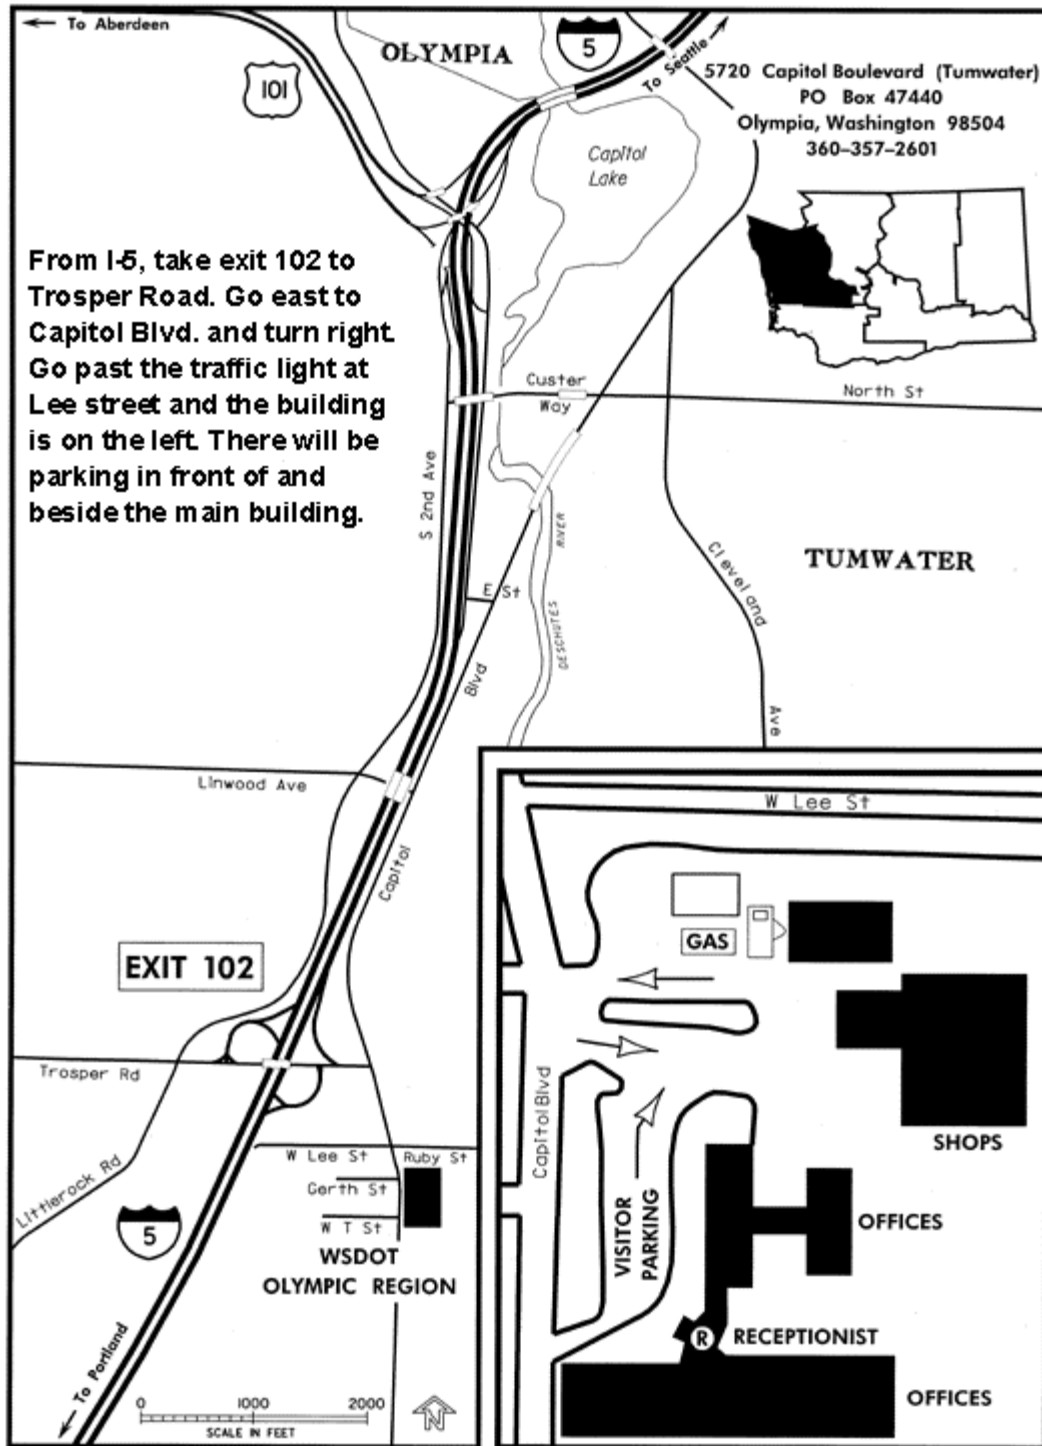 To Aberdeen
OLYMPIA
5
To Seattle
101
5720 Capitol Boulevard (Tumwater)
PO Box 47440
Olympia, Washington 98504
360-357-2601
Capitol
Lake
From I-5, take exit 102 to
Trosper Road. Go east to
Capitol Blvd. and turn right.
Go past the traffic light at
Lee street and the building
is on the left. There will be
parking in front of and
beside the main building.
Custer
Way
North St
S 2nd Ave
RIVER
DESCHUTES
Cleveland
Ave
TUMWATER
E St
Blvd
Capitol
Linwood Ave
EXIT 102
Trosper Rd
Littlerock Rd
5
W Lee St
Ruby St
Gerth St
W T St
WSDOT
OLYMPIC REGION
To Portland
0 1000 2000
SCALE IN FEET
N
W Lee St
GAS
Capitol Blvd
SHOPS
VISITOR
PARKING
OFFICES
R
RECEPTIONIST
OFFICES